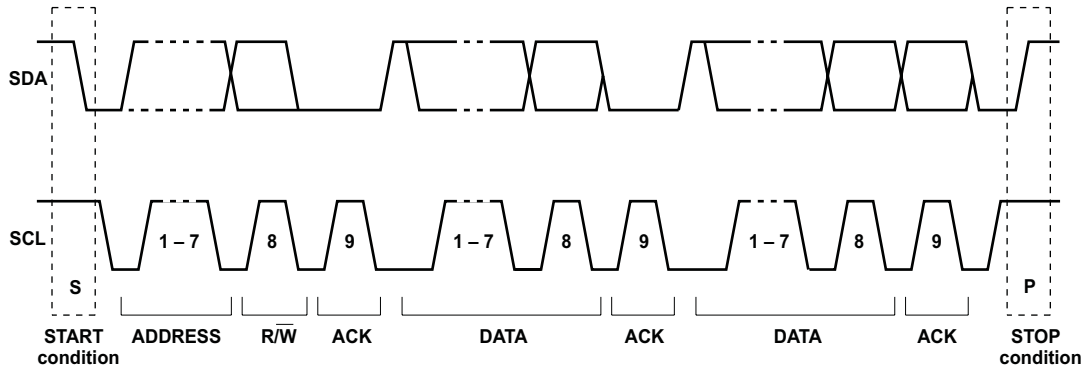 SDA
SCL
1 – 7 8 9 1 – 7 8 9 1 – 7 8 9
S P
START condition ADDRESS R/W̅ ACK DATA ACK DATA ACK STOP condition